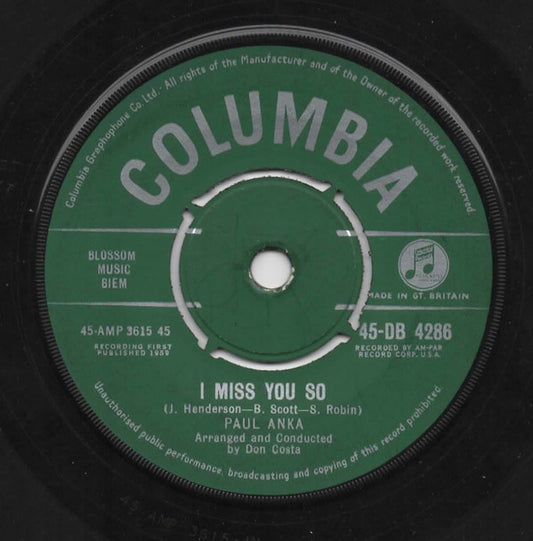 Columbia Graphophone Co. Ltd. · All rights of the Manufacturer and of the Owner of the recorded work reserved.
COLUMBIA
BLOSSOM
MUSIC
BIEM
MADE IN GT. BRITAIN
45-AMP 3615 45
RECORDING FIRST
PUBLISHED 1959
45-DB 4286
RECORDED BY AM-PAR
RECORD CORP. U.S.A.
I MISS YOU SO
(J. Henderson—B. Scott—S. Robin)
PAUL ANKA
Arranged and Conducted
by Don Costa
Unauthorised public performance, broadcasting and copying of this record prohibited.